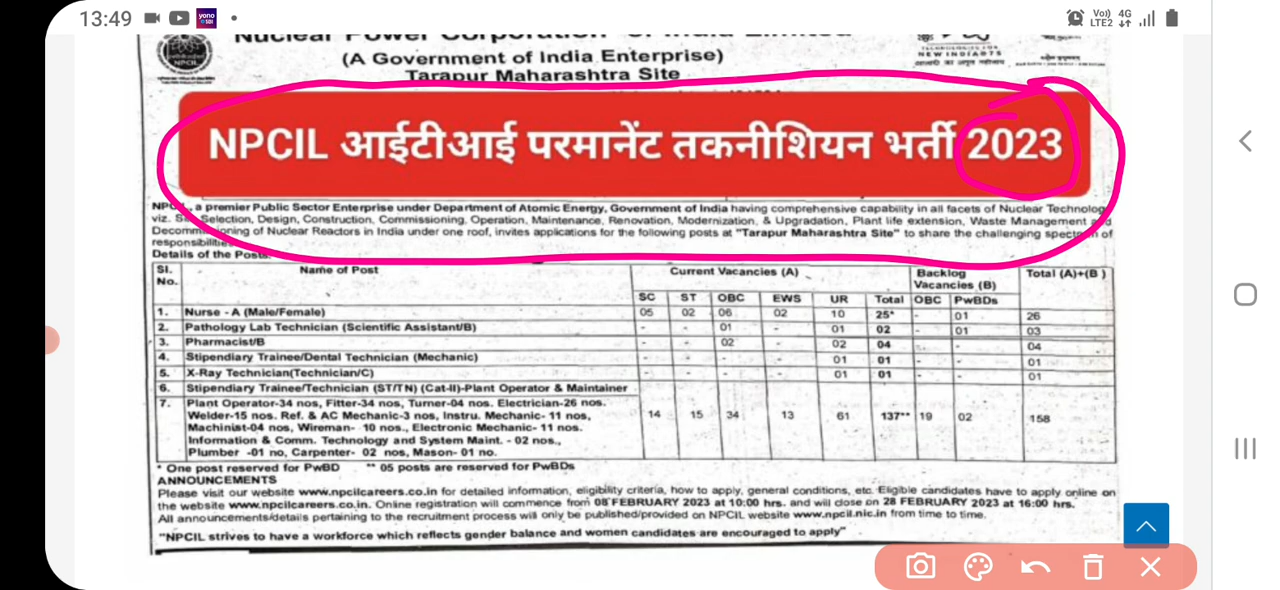 13:49
yono SBI
Vo) 4G
LTE2
Nuclear Power Corporation of India Limited
(A Government of India Enterprise)
Tarapur Maharashtra Site
NEW INDIA@75
NPCIL आईटीआई परमानेंट तकनीशियन भर्ती 2023
NPCIL, a premier Public Sector Enterprise under Department of Atomic Energy, Government of India having comprehensive capability in all facets of Nuclear Technology
viz. Site Selection, Design, Construction, Commissioning, Operation, Maintenance, Renovation, Modernization, & Upgradation, Plant life extension, Waste Management and
Decommissioning of Nuclear Reactors in India under one roof, invites applications for the following posts at "Tarapur Maharashtra Site" to share the challenging spectrum of
responsibilities.
Details of the Posts:
Sl. No. Name of Post Current Vacancies (A) Backlog Vacancies (B) Total (A)+(B )
SC ST OBC EWS UR Total OBC PwBDs
1. Nurse - A (Male/Female) 05 02 06 02 10 25* - 01 26
2. Pathology Lab Technician (Scientific Assistant/B) - - 01 - 01 02 - 01 03
3. Pharmacist/B - - 02 - 02 04 - - 04
4. Stipendiary Trainee/Dental Technician (Mechanic) - - - - 01 01 - - 01
5. X-Ray Technician(Technician/C) - - - - 01 01 - - 01
6. Stipendiary Trainee/Technician (ST/TN) (Cat-II)-Plant Operator & Maintainer
7. Plant Operator-34 nos, Fitter-34 nos, Turner-04 nos. Electrician-26 nos.
Welder-15 nos. Ref. & AC Mechanic-3 nos, Instru. Mechanic- 11 nos, 14 15 34 13 61 137** 19 02 158
Machinist-04 nos, Wireman- 10 nos., Electronic Mechanic- 11 nos.
Information & Comm. Technology and System Maint. - 02 nos.,
Plumber -01 no, Carpenter- 02 nos, Mason- 01 no.
* One post reserved for PwBD ** 05 posts are reserved for PwBDs
ANNOUNCEMENTS
Please visit our website www.npcilcareers.co.in for detailed information, eligibility criteria, how to apply, general conditions, etc. Eligible candidates have to apply online on
the website www.npcilcareers.co.in. Online registration will commence from 08 FEBRUARY 2023 at 10:00 hrs. and will close on 28 FEBRUARY 2023 at 16:00 hrs.
All announcements/details pertaining to the recruitment process will only be published/provided on NPCIL website www.npcil.nic.in from time to time.
"NPCIL strives to have a workforce which reflects gender balance and women candidates are encouraged to apply"